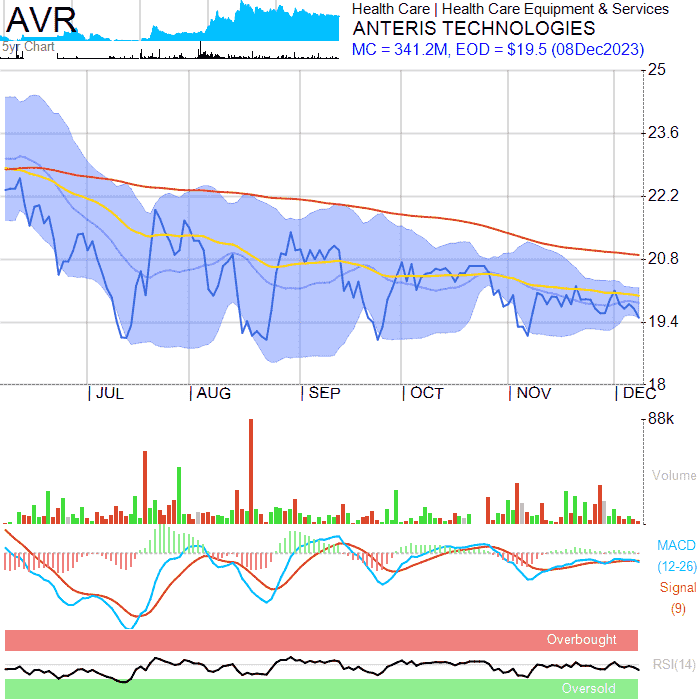 AVR
5yr Chart
Health Care | Health Care Equipment & Services
ANTERIS TECHNOLOGIES
MC = 341.2M, EOD = $19.5 (08Dec2023)
25
23.6
22.2
20.8
19.4
18
JUL AUG SEP OCT NOV DEC
88k
Volume
MACD
(12-26)
Signal
(9)
Overbought
RSI(14)
Oversold